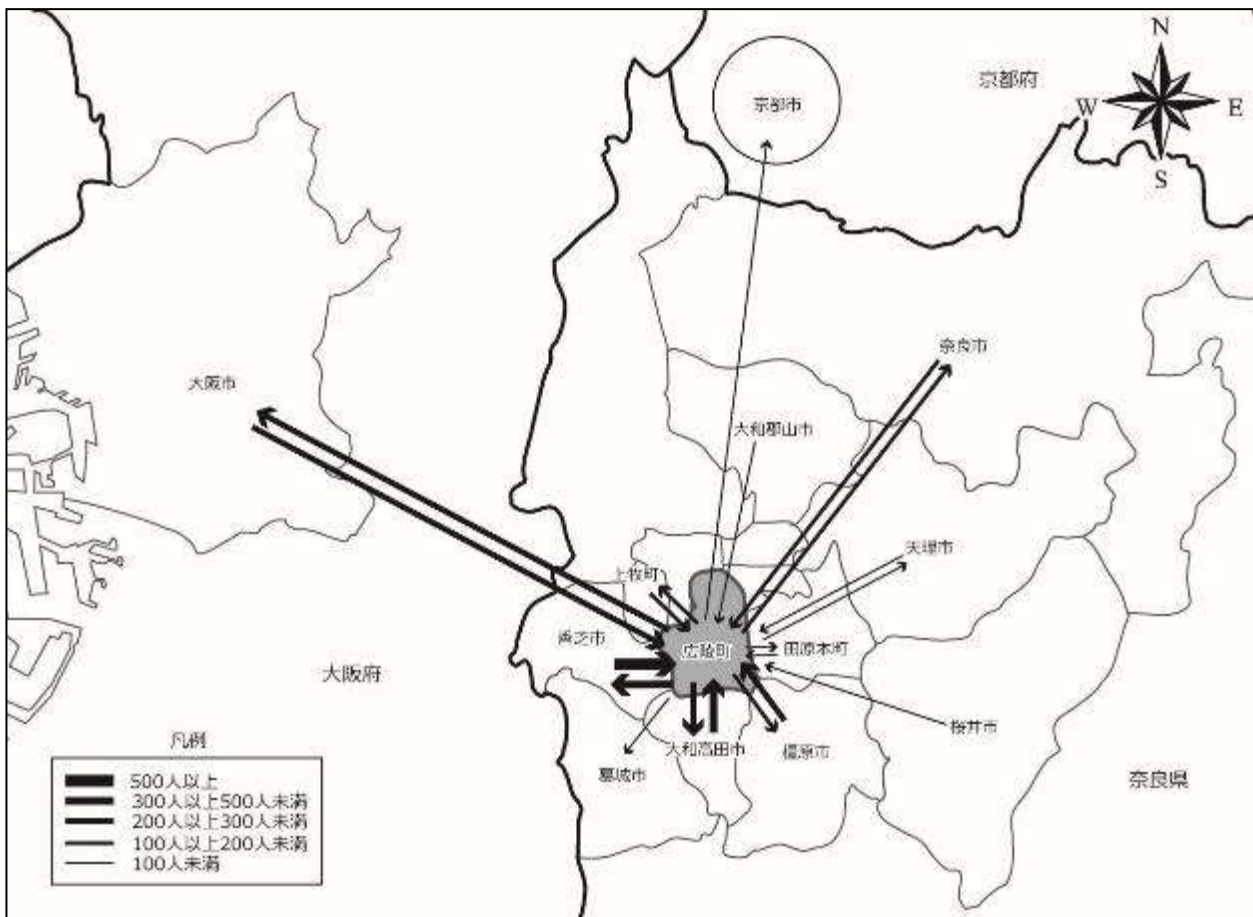 N
京都府
京都市
W
E
S
奈良市
大阪市
大和郡山市
天理市
上牧町
香芝市
広陵町
田原本町
大阪府
桜井市
大和高田市
橿原市
葛城市
奈良県
凡例
500人以上
300人以上500人未満
200人以上300人未満
100人以上200人未満
100人未満